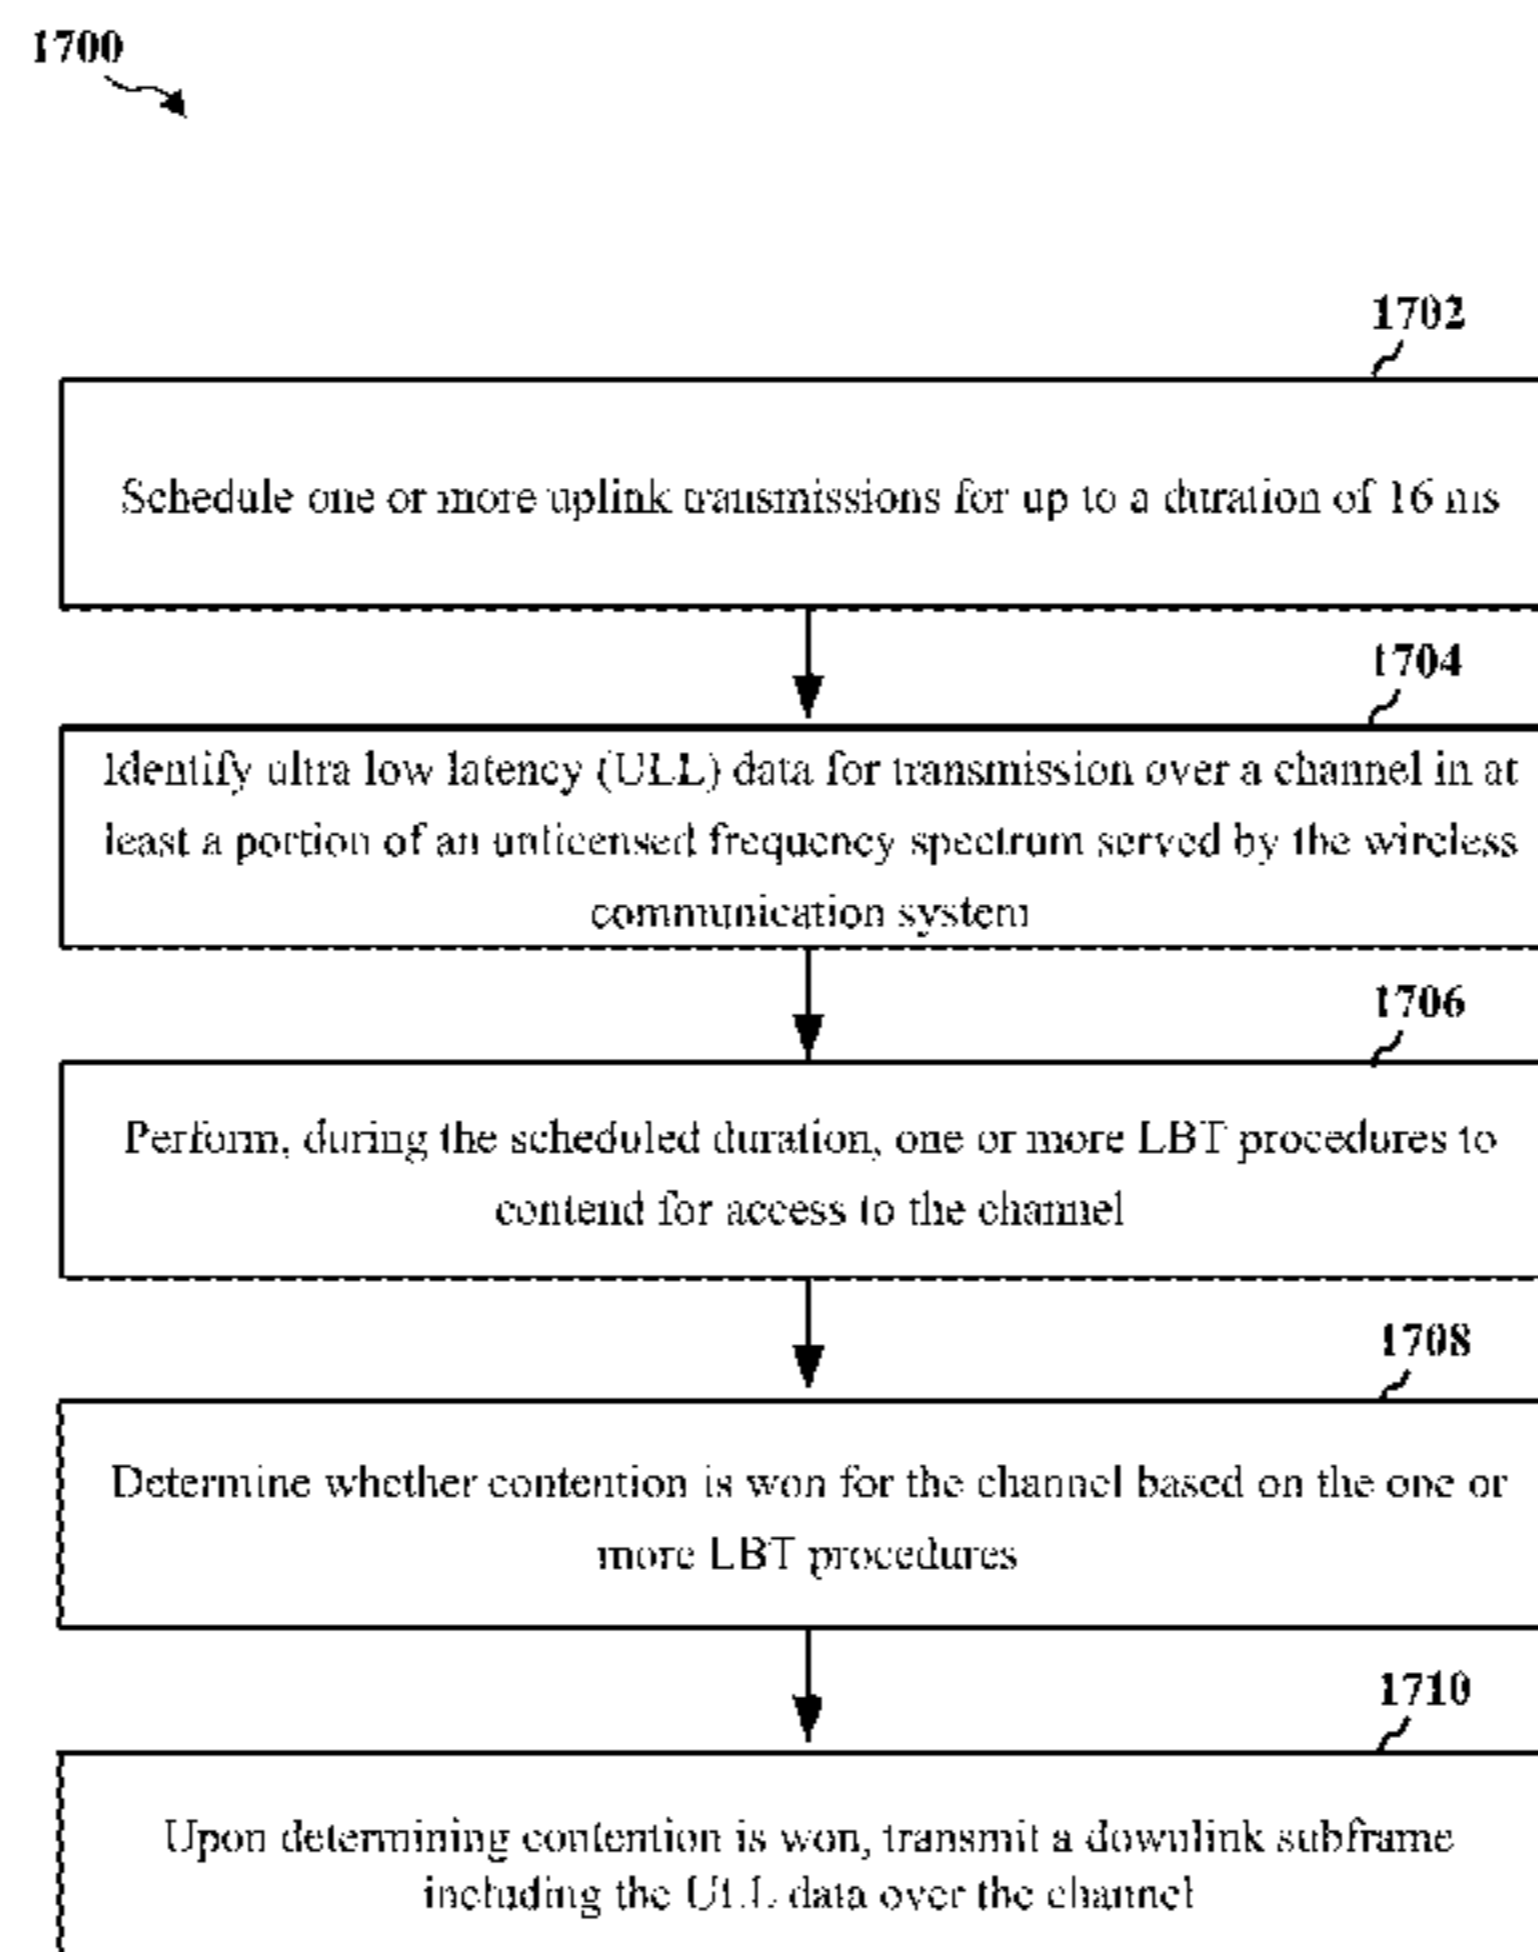 1700
1702
Schedule one or more uplink transmissions for up to a duration of 16 ms
1704
Identify ultra low latency (ULL) data for transmission over a channel in at
least a portion of an unlicensed frequency spectrum served by the wireless
communication system
1706
Perform, during the scheduled duration, one or more LBT procedures to
contend for access to the channel
1708
Determine whether contention is won for the channel based on the one or
more LBT procedures
1710
Upon determining contention is won, transmit a downlink subframe
including the ULL data over the channel